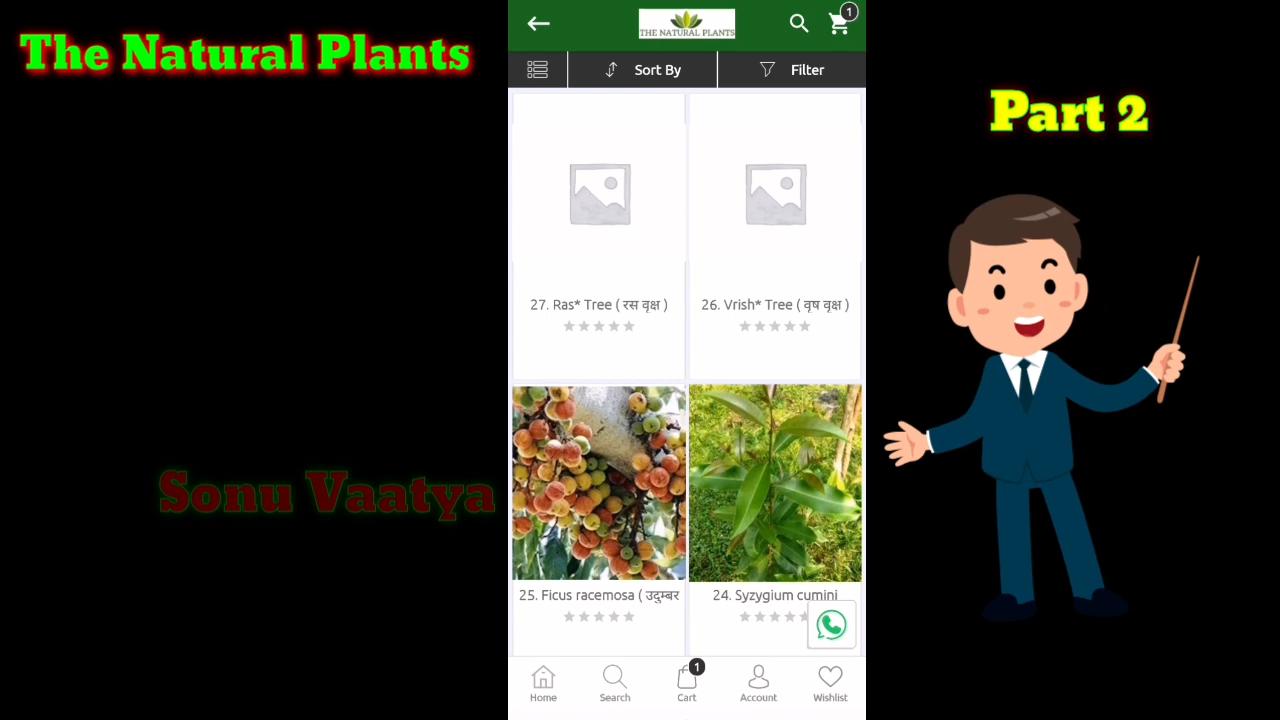 The Natural Plants
THE NATURAL PLANTS
1
Sort By
Filter
Part 2
27. Ras* Tree ( रस वृक्ष )
26. Vrish* Tree ( वृष वृक्ष )
Sonu Vaatya
25. Ficus racemosa ( उदुम्बर
24. Syzygium cumini
1
Home
Search
Cart
Account
Wishlist